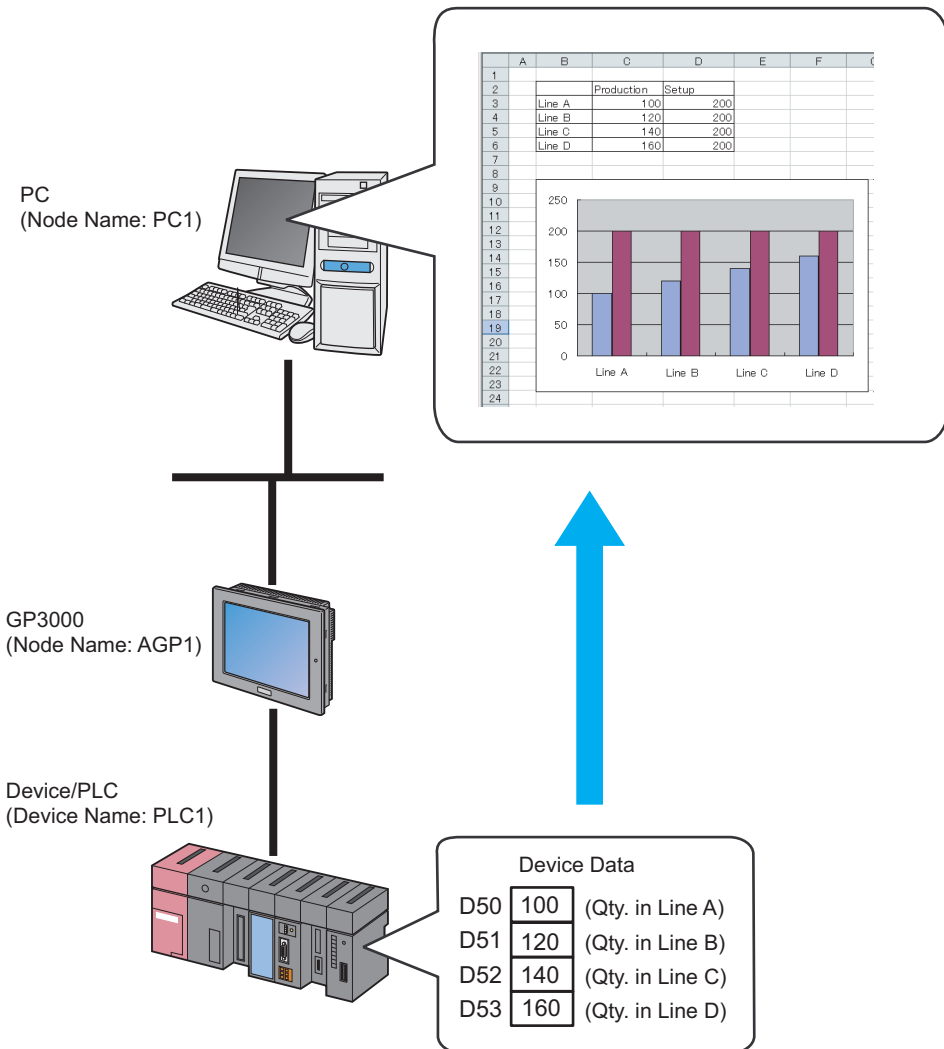 A B C D E F
1
2 Production Setup
3 Line A 100 200
4 Line B 120 200
5 Line C 140 200
6 Line D 160 200
7
8
9
10
11
12
13
14
15
16
17
18
19
20
21
22
23
24
250
200
150
100
50
0
Line A Line B Line C Line D
PC
(Node Name: PC1)
GP3000
(Node Name: AGP1)
Device/PLC
(Device Name: PLC1)
Device Data
D50 100 (Qty. in Line A)
D51 120 (Qty. in Line B)
D52 140 (Qty. in Line C)
D53 160 (Qty. in Line D)